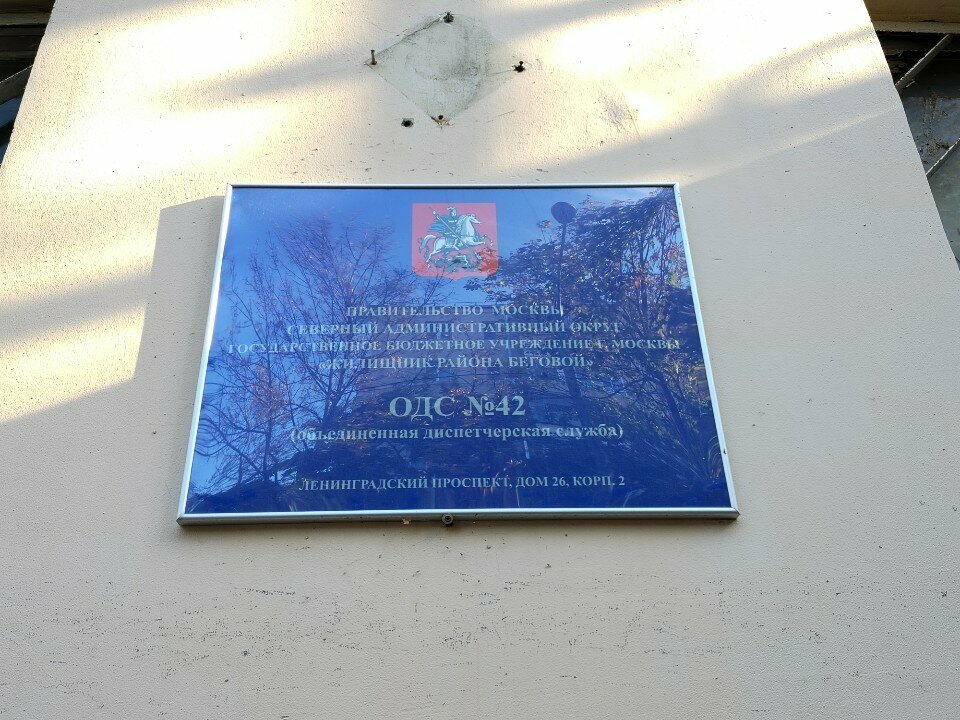 ПРАВИТЕЛЬСТВО МОСКВЫ
СЕВЕРНЫЙ АДМИНИСТРАТИВНЫЙ ОКРУГ
ГОСУДАРСТВЕННОЕ БЮДЖЕТНОЕ УЧРЕЖДЕНИЕ Г. МОСКВЫ
«ЖИЛИЩНИК РАЙОНА БЕГОВОЙ»
ОДС №42
(объединенная диспетчерская служба)
ЛЕНИНГРАДСКИЙ ПРОСПЕКТ, ДОМ 26, КОРП. 2